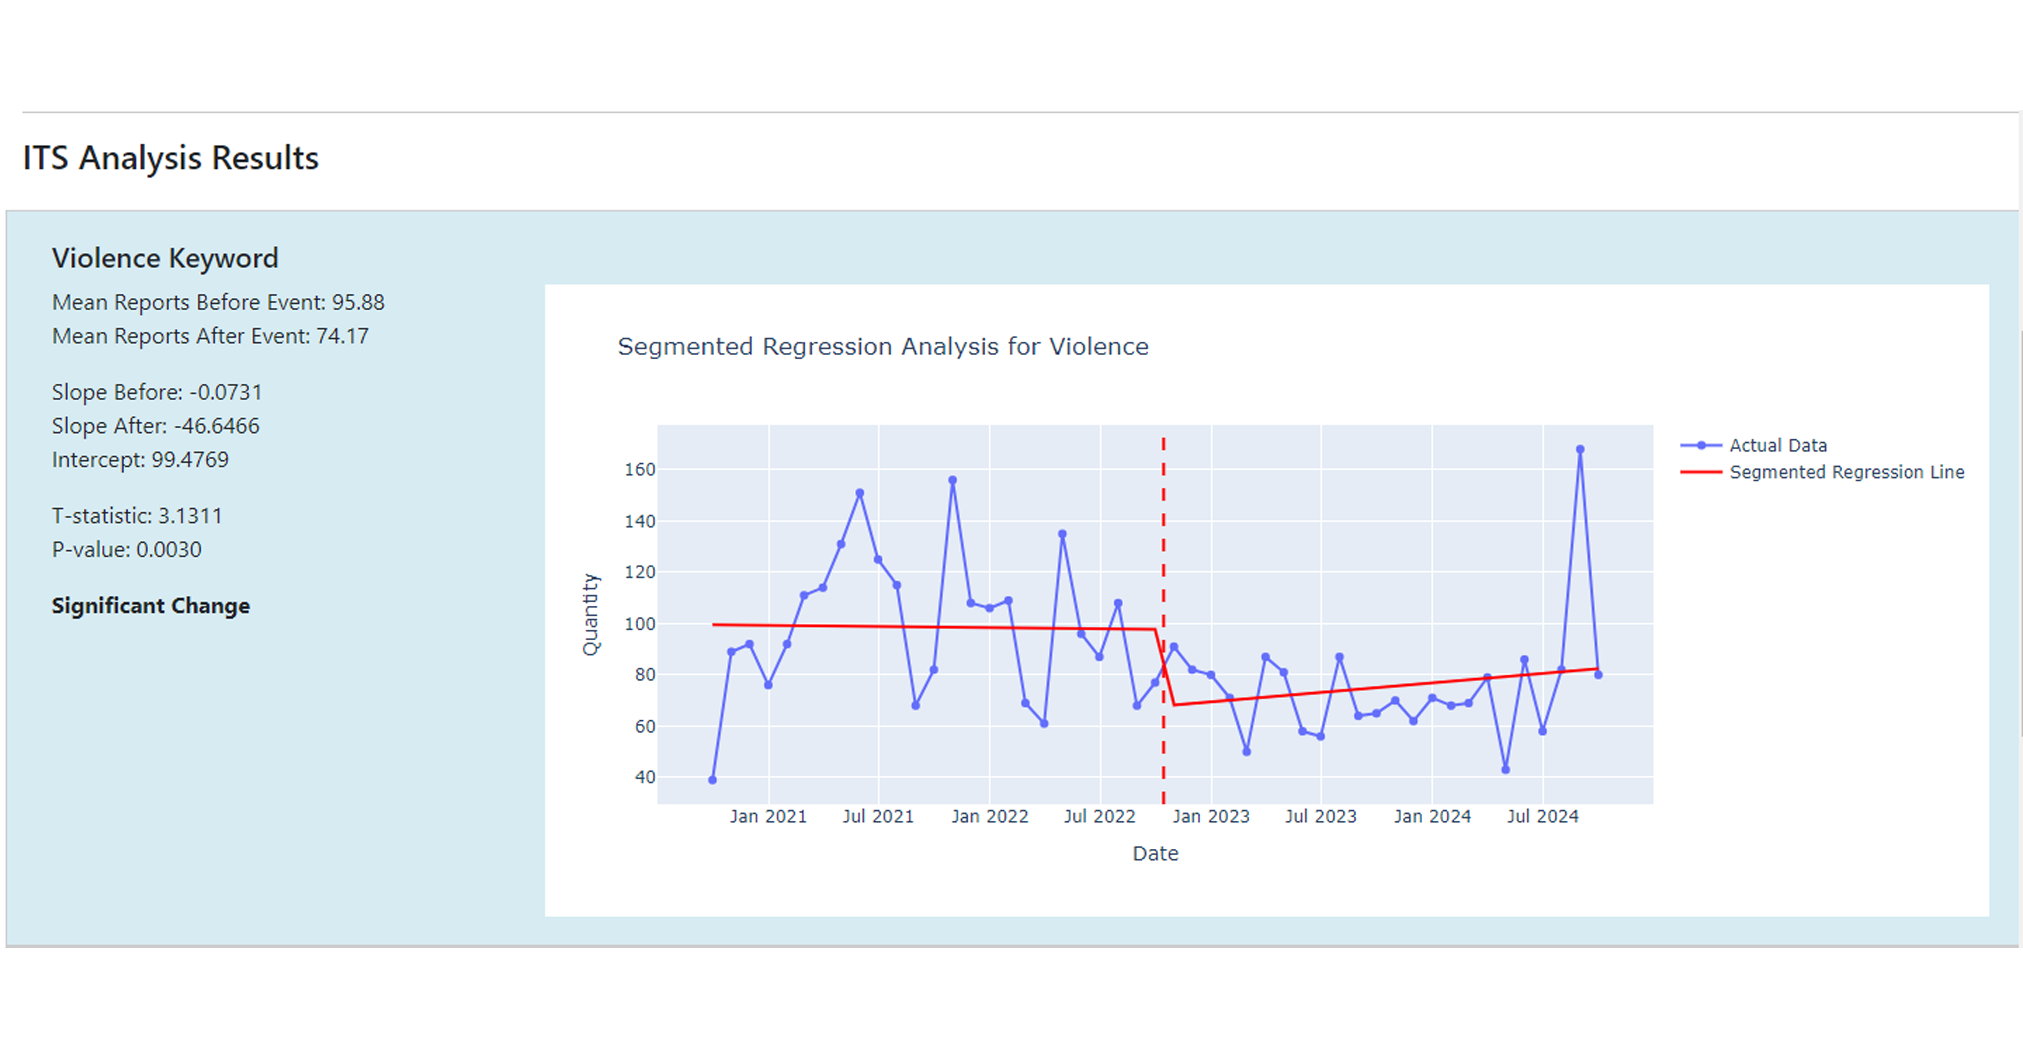 ITS Analysis Results
Violence Keyword
Mean Reports Before Event: 95.88
Mean Reports After Event: 74.17
Slope Before: -0.0731
Slope After: -46.6466
Intercept: 99.4769
T-statistic: 3.1311
P-value: 0.0030
Significant Change
Segmented Regression Analysis for Violence
Actual Data
Segmented Regression Line
160
140
120
100
80
60
40
Quantity
Jan 2021 Jul 2021 Jan 2022 Jul 2022 Jan 2023 Jul 2023 Jan 2024 Jul 2024
Date